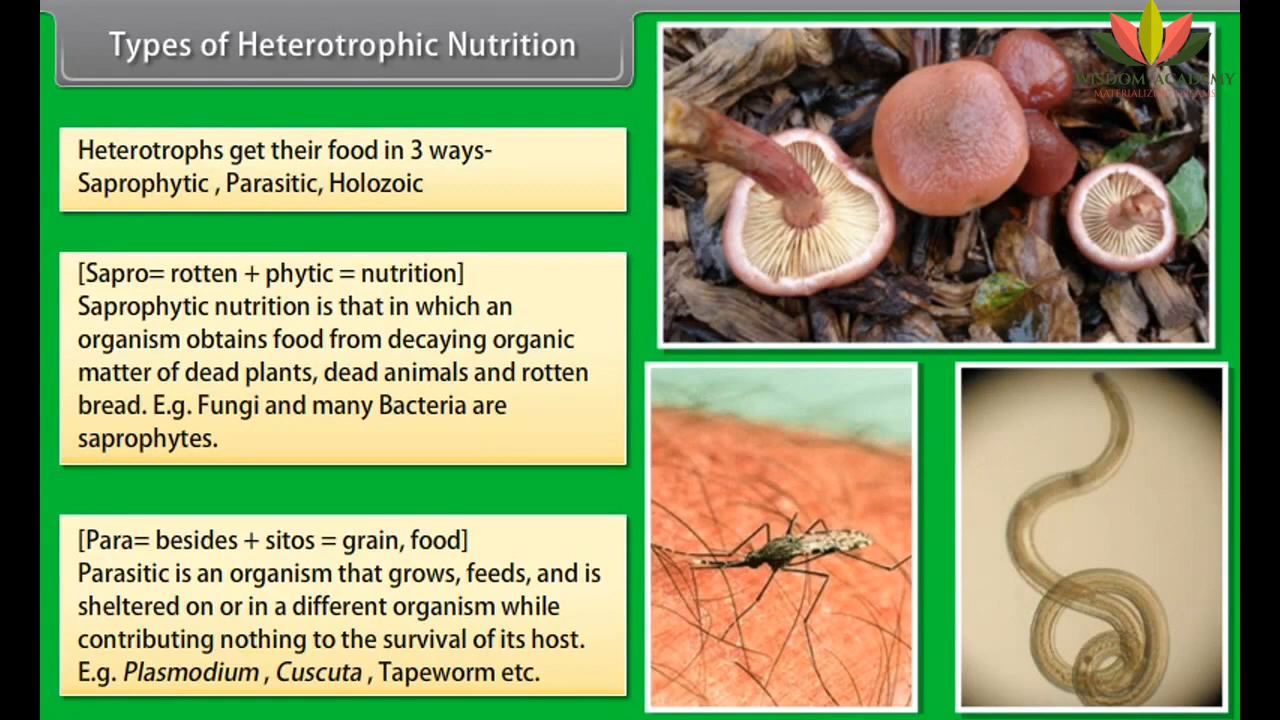 Types of Heterotrophic Nutrition
WISDOM ACADEMY
MATERIALIZING DREAMS
Heterotrophs get their food in 3 ways-
Saprophytic , Parasitic, Holozoic
[Sapro= rotten + phytic = nutrition]
Saprophytic nutrition is that in which an
organism obtains food from decaying organic
matter of dead plants, dead animals and rotten
bread. E.g. Fungi and many Bacteria are
saprophytes.
[Para= besides + sitos = grain, food]
Parasitic is an organism that grows, feeds, and is
sheltered on or in a different organism while
contributing nothing to the survival of its host.
E.g. Plasmodium , Cuscuta , Tapeworm etc.